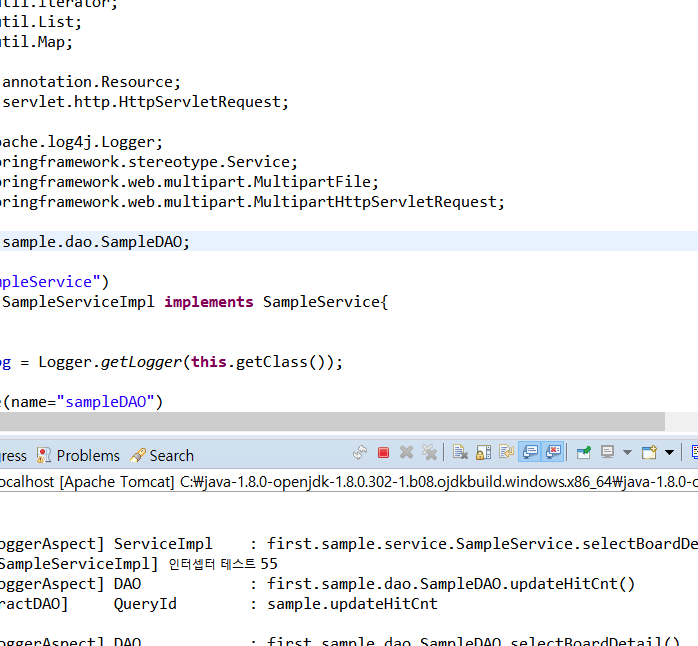 util.Iterator;
util.List;
util.Map;
annotation.Resource;
servlet.http.HttpServletRequest;
pache.log4j.Logger;
pringframework.stereotype.Service;
pringframework.web.multipart.MultipartFile;
pringframework.web.multipart.MultipartHttpServletRequest;
sample.dao.SampleDAO;
mpleService")
SampleServiceImpl implements SampleService{
og = Logger.getLogger(this.getClass());
e(name="sampleDAO")
ress Problems Search
ocalhost [Apache Tomcat] C:₩java-1.8.0-openjdk-1.8.0.302-1.b08.ojdkbuild.windows.x86_64₩java-1.8.0-o
oggerAspect] ServiceImpl : first.sample.service.SampleService.selectBoardDe
SampleServiceImpl] 인터셉터 테스트 55
oggerAspect] DAO : first.sample.dao.SampleDAO.updateHitCnt()
ractDAO] QueryId : sample.updateHitCnt
oggerAspect] DAO : first.sample.dao.SampleDAO.selectBoardDetail()